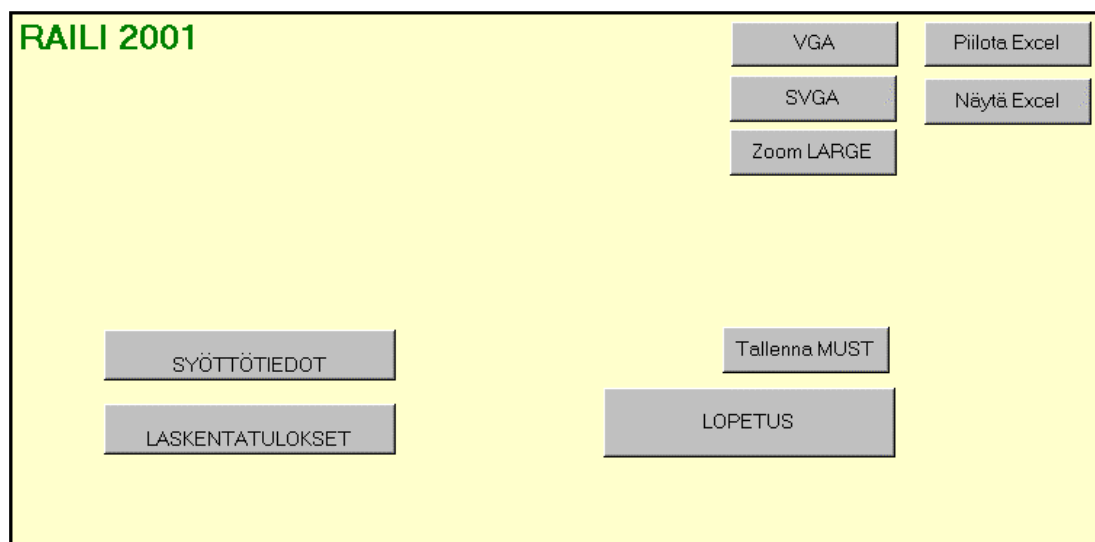 RAILI 2001
VGA
Piilota Excel
SVGA
Näytä Excel
Zoom LARGE
SYÖTTÖTIEDOT
Tallenna MUST
LASKENTATULOKSET
LOPETUS